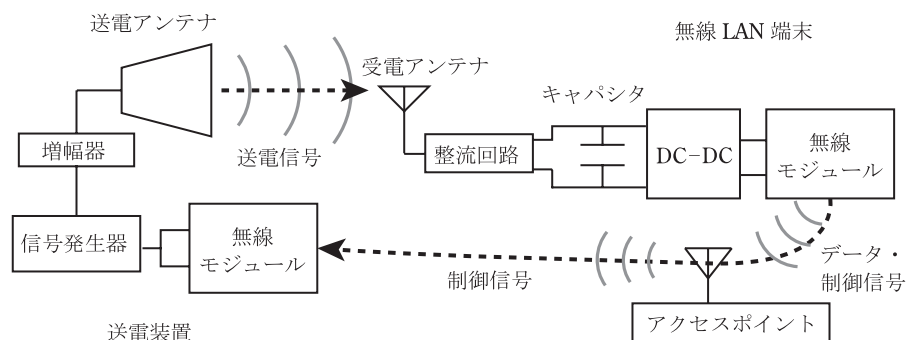 送電アンテナ
無線 LAN 端末
受電アンテナ
キャパシタ
増幅器
送電信号
整流回路
DC−DC
無線
モジュール
信号発生器
無線
モジュール
制御信号
データ・
制御信号
アクセスポイント
送電装置